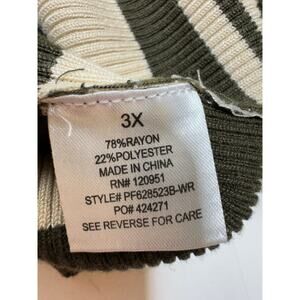 3X
78%RAYON
22%POLYESTER
MADE IN CHINA
RN# 120951
STYLE# PF628523B-WR
PO# 424271
SEE REVERSE FOR CARE